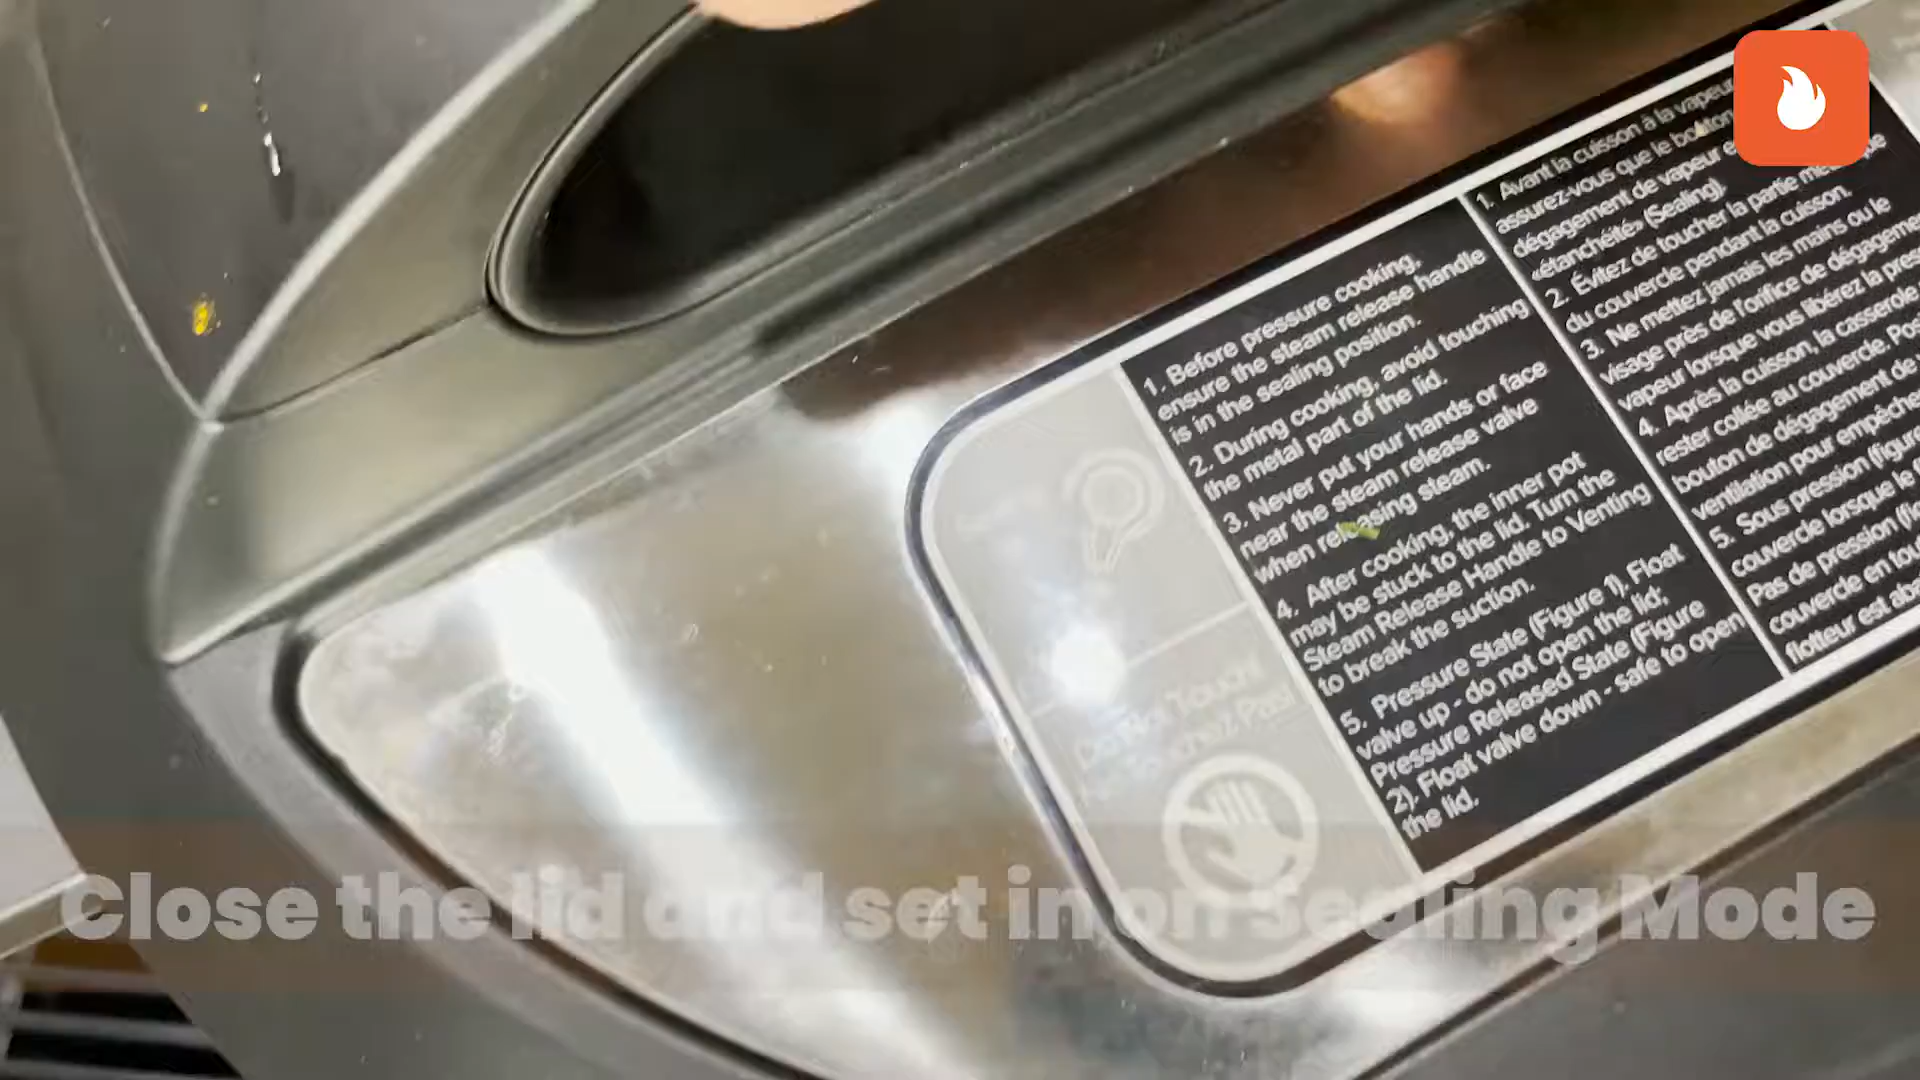 1. Before pressure cooking,
ensure the steam release handle
is in the sealing position.
2. During cooking, avoid touching
the metal part of the lid.
3. Never put your hands or face
near the steam release valve
when releasing steam.
4. After cooking, the inner pot
may be stuck to the lid. Turn the
Steam Release Handle to Venting
to break the suction.
5. Pressure State (Figure 1), Float
valve up - do not open the lid;
Pressure Released State (Figure
2), Float valve down - safe to open
the lid.
1. Avant la cuisson à la vapeur
assurez-vous que le bouton
dégagement de vapeur
«étanchéité» (Sealing).
2. Évitez de toucher la partie
du couvercle pendant la cuisson.
3. Ne mettez jamais les mains ou le
visage près de l'orifice de
vapeur lorsque vous libérez la
4. Après la cuisson, la casserole
rester collée au couvercle.
bouton de dégagement de
ventilation pour
5. Sous pression
couvercle lorsque le
Pas de pression
couvercle en
flotteur est
Do Not Touch!
Close the lid and set in on Sealing Mode